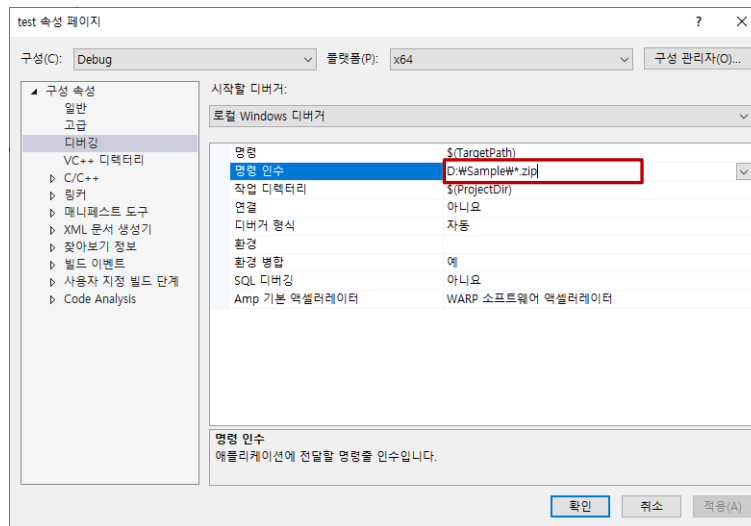 test 속성 페이지
? ×
구성(C): Debug 플랫폼(P): x64 구성 관리자(O)...
구성 속성
일반
고급
디버깅
VC++ 디렉터리
C/C++
링커
매니페스트 도구
XML 문서 생성기
찾아보기 정보
빌드 이벤트
사용자 지정 빌드 단계
Code Analysis
시작할 디버거:
로컬 Windows 디버거
명령 $(TargetPath)
명령 인수 D:₩Sample₩*.zip
작업 디렉터리 $(ProjectDir)
연결 아니요
디버거 형식 자동
환경
환경 병합 예
SQL 디버깅 아니요
Amp 기본 액셀러레이터 WARP 소프트웨어 액셀러레이터
명령 인수
애플리케이션에 전달할 명령줄 인수입니다.
확인 취소 적용(A)